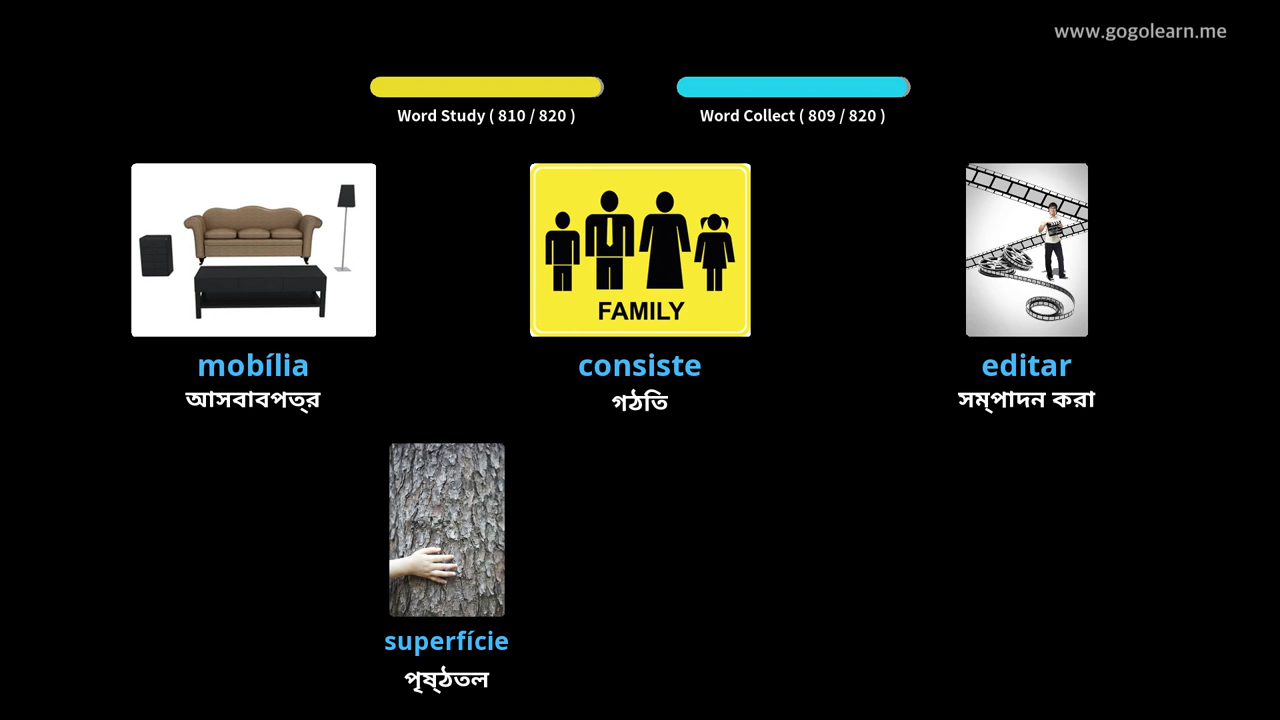 www.gogolearn.me
Word Study ( 810 / 820 )
Word Collect ( 809 / 820 )
FAMILY
mobília
consiste
editar
আসবাবপত্র
গঠতি
সম্পাদন করা
superfície
পৃষ্ঠতল